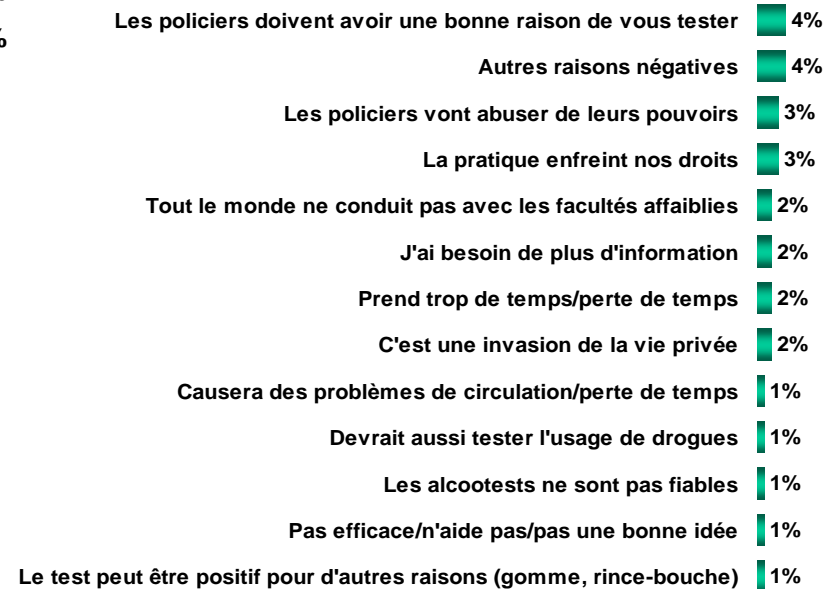 %
Les policiers doivent avoir une bonne raison de vous tester 4%
Autres raisons négatives 4%
Les policiers vont abuser de leurs pouvoirs 3%
La pratique enfreint nos droits 3%
Tout le monde ne conduit pas avec les facultés affaiblies 2%
J'ai besoin de plus d'information 2%
Prend trop de temps/perte de temps 2%
C'est une invasion de la vie privée 2%
Causera des problèmes de circulation/perte de temps 1%
Devrait aussi tester l'usage de drogues 1%
Les alcootests ne sont pas fiables 1%
Pas efficace/n'aide pas/pas une bonne idée 1%
Le test peut être positif pour d'autres raisons (gomme, rince-bouche) 1%